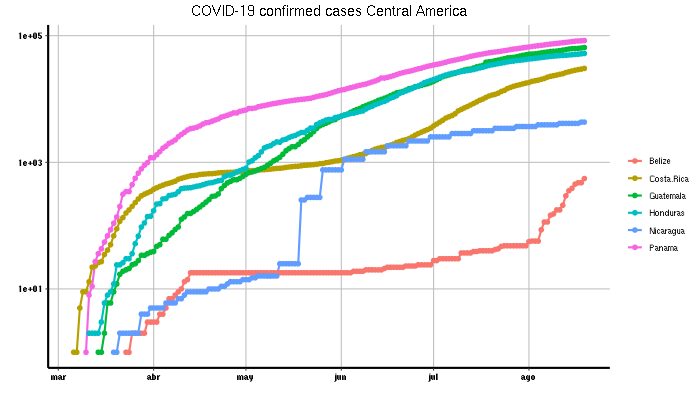 COVID-19 confirmed cases Central America
1e+05
1e+03
1e+01
mar abr may jun jul ago
Belize
Costa.Rica
Guatemala
Honduras
Nicaragua
Panama